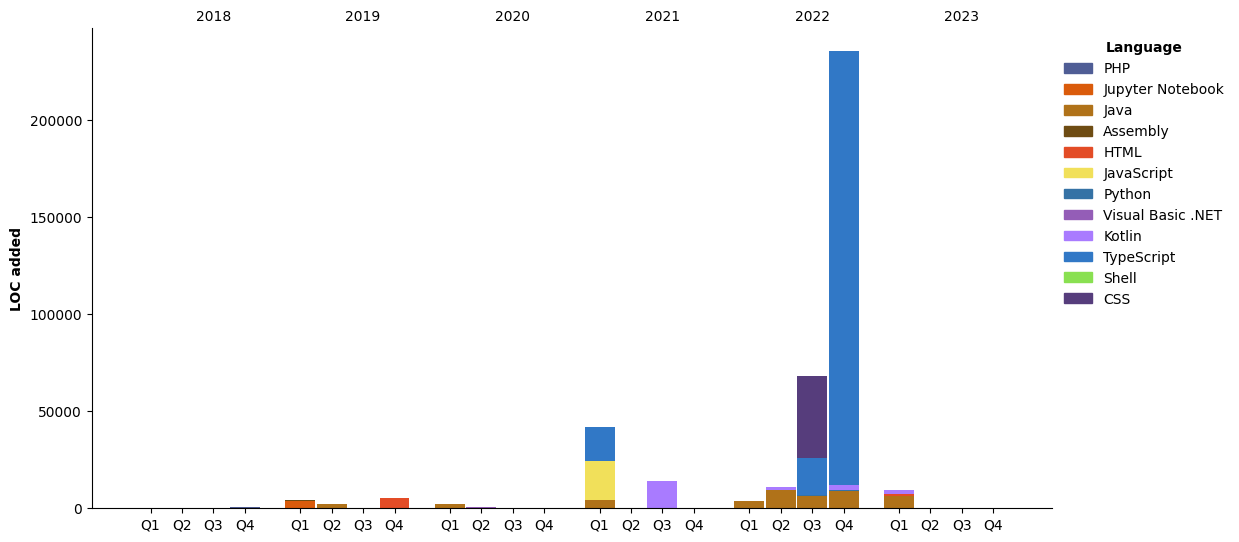 2018 2019 2020 2021 2022 2023
Language
PHP
Jupyter Notebook
Java
Assembly
HTML
JavaScript
Python
Visual Basic .NET
Kotlin
TypeScript
Shell
CSS
LOC added
200000
150000
100000
50000
0
Q1 Q2 Q3 Q4 Q1 Q2 Q3 Q4 Q1 Q2 Q3 Q4 Q1 Q2 Q3 Q4 Q1 Q2 Q3 Q4 Q1 Q2 Q3 Q4